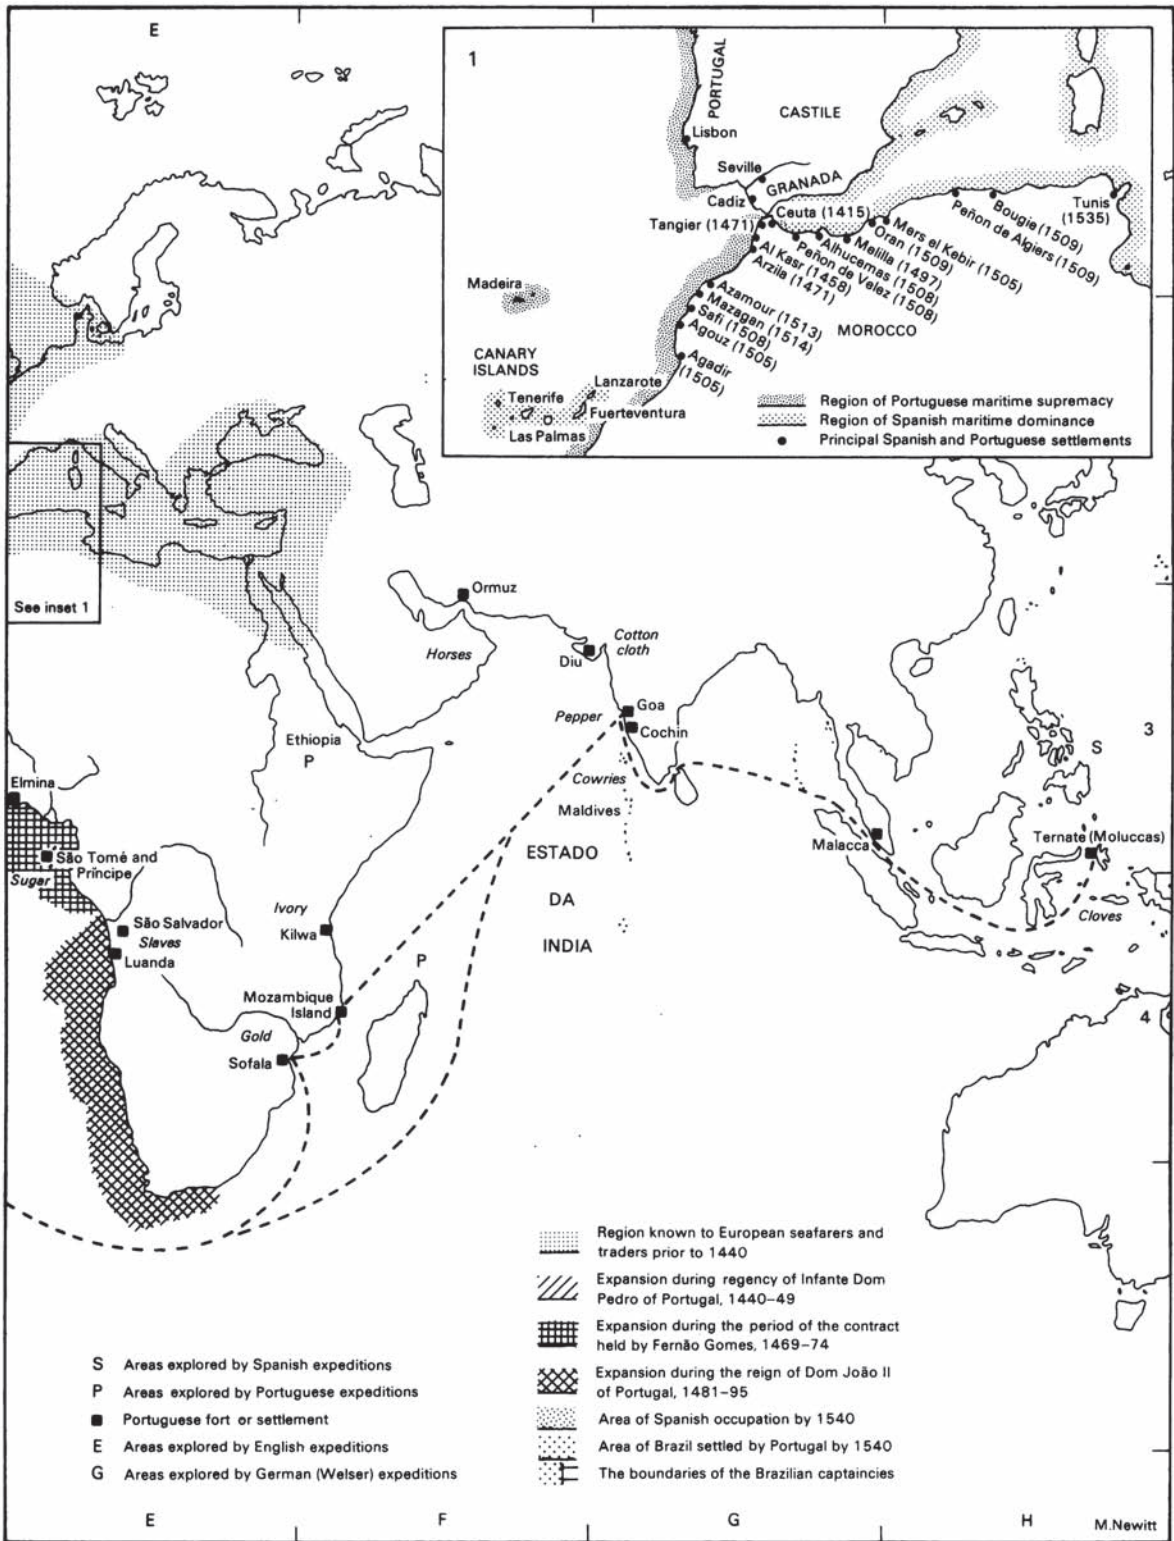 E
1
PORTUGAL
CASTILE
Lisbon
Seville
GRANADA
Cadiz
Ceuta (1415)
Tangier (1471)
Al Kasr (1458)
Arzila (1471)
Peñon de Velez (1508)
Alhucemas (1508)
Melilla (1497)
Oran (1509)
Mers el Kebir (1505)
Peñon de Algiers (1509)
Bougie (1509)
Tunis
(1535)
Madeira
Azamour (1513)
Mazagan (1514)
Safi (1508)
Agouz (1505)
Agadir
(1505)
MOROCCO
CANARY
ISLANDS
Lanzarote
Tenerife
Fuerteventura
Las Palmas
Region of Portuguese maritime supremacy
Region of Spanish maritime dominance
Principal Spanish and Portuguese settlements
See inset 1
Ormuz
Horses
Diu
Cotton
cloth
Pepper
Goa
Cochin
Ethiopia
P
Cowries
Maldives
S
3
Elmina
São Tomé and
Príncipe
Sugar
ESTADO
DA
INDIA
Malacca
Ternate (Moluccas)
Cloves
São Salvador
Slaves
Luanda
Ivory
Kilwa
P
Mozambique
Island
Gold
Sofala
4
Region known to European seafarers and
traders prior to 1440
Expansion during regency of Infante Dom
Pedro of Portugal, 1440–49
Expansion during the period of the contract
held by Fernão Gomes, 1469–74
Expansion during the reign of Dom João II
of Portugal, 1481–95
Area of Spanish occupation by 1540
Area of Brazil settled by Portugal by 1540
The boundaries of the Brazilian captaincies
S Areas explored by Spanish expeditions
P Areas explored by Portuguese expeditions
Portuguese fort or settlement
E Areas explored by English expeditions
G Areas explored by German (Welser) expeditions
E
F
G
H
M.Newitt